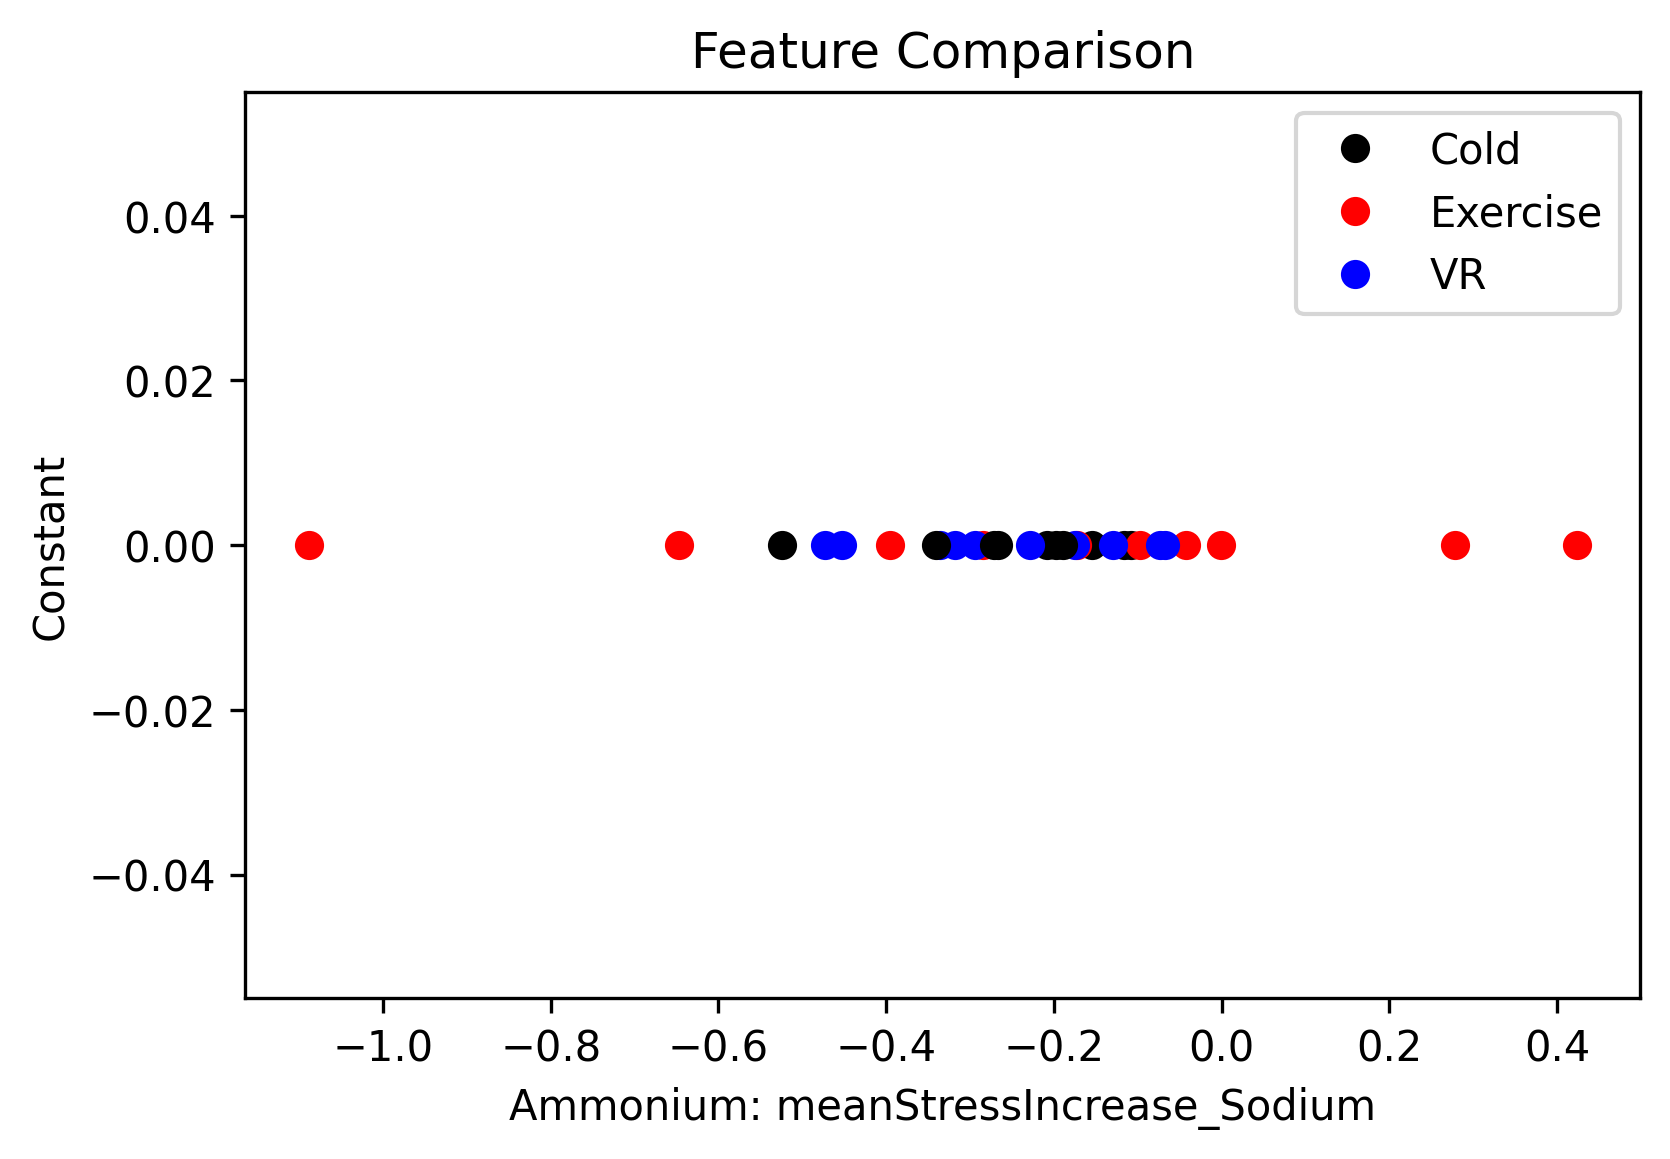 Feature Comparison
Cold
Exercise
VR
0.04
0.02
0.00
−0.02
−0.04
Constant
−1.0 −0.8 −0.6 −0.4 −0.2 0.0 0.2 0.4
Ammonium: meanStressIncrease_Sodium